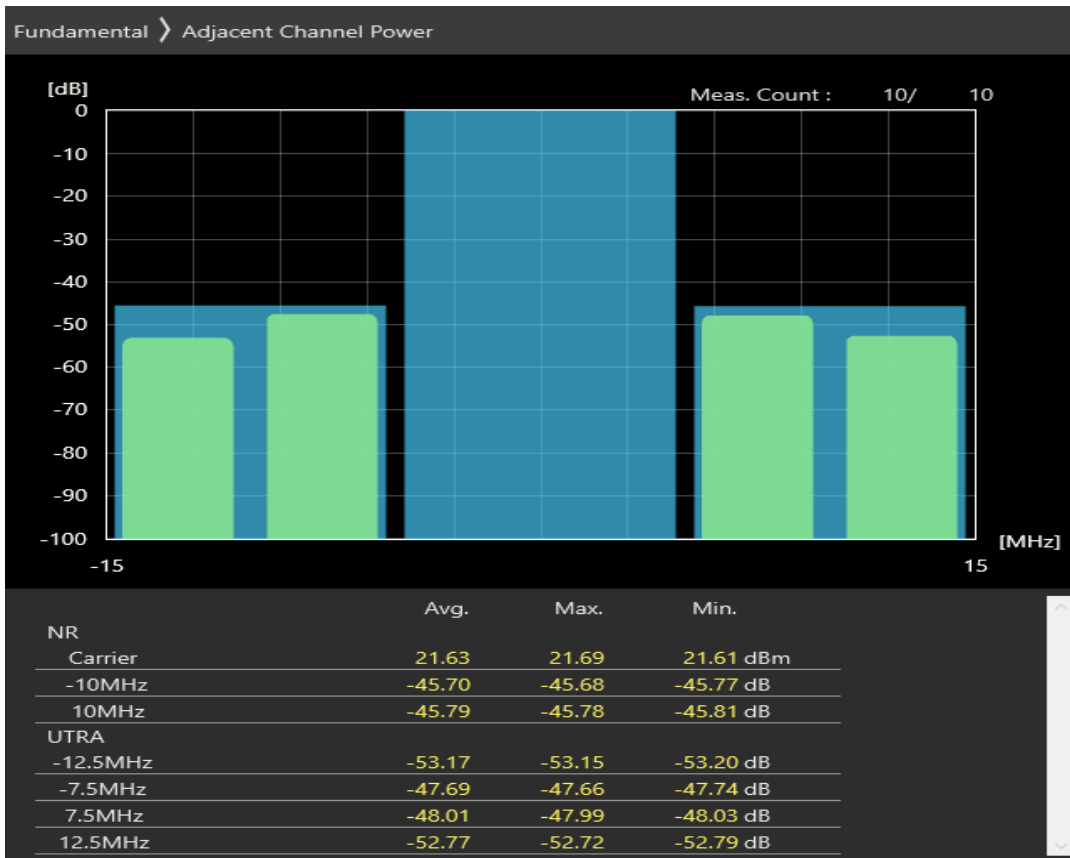 Fundamental 〉 Adjacent Channel Power
[dB]
Meas. Count : 10/ 10
0
-10
-20
-30
-40
-50
-60
-70
-80
-90
-100
[MHz]
-15 15
Avg. Max. Min.
NR
Carrier 21.63 21.69 21.61 dBm
-10MHz -45.70 -45.68 -45.77 dB
10MHz -45.79 -45.78 -45.81 dB
UTRA
-12.5MHz -53.17 -53.15 -53.20 dB
-7.5MHz -47.69 -47.66 -47.74 dB
7.5MHz -48.01 -47.99 -48.03 dB
12.5MHz -52.77 -52.72 -52.79 dB